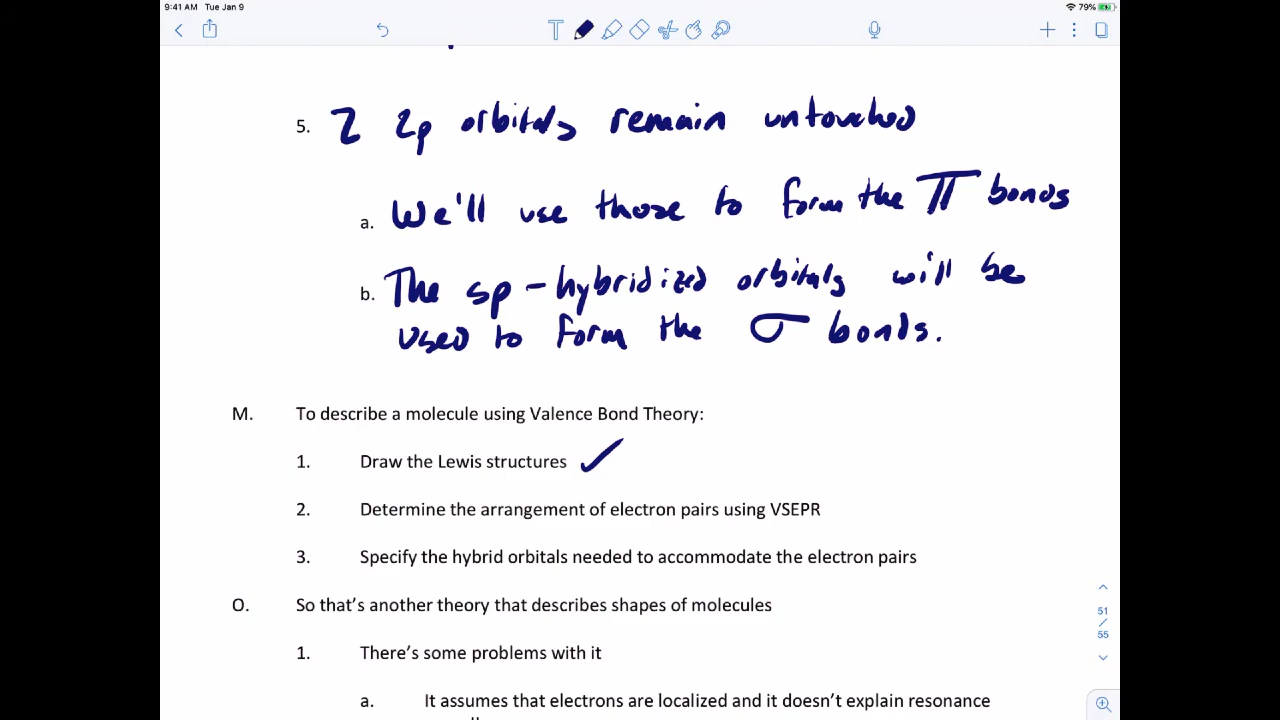 9:41 AM Tue Jan 9
79%
T
5. 2 2p orbitals remain untouched
a. We'll use those to form the π bonds
b. The sp-hybridized orbitals will be
used to form the σ bonds.
M. To describe a molecule using Valence Bond Theory:
1. Draw the Lewis structures ✓
2. Determine the arrangement of electron pairs using VSEPR
3. Specify the hybrid orbitals needed to accommodate the electron pairs
O. So that's another theory that describes shapes of molecules
1. There's some problems with it
a. It assumes that electrons are localized and it doesn't explain resonance
51
/
55